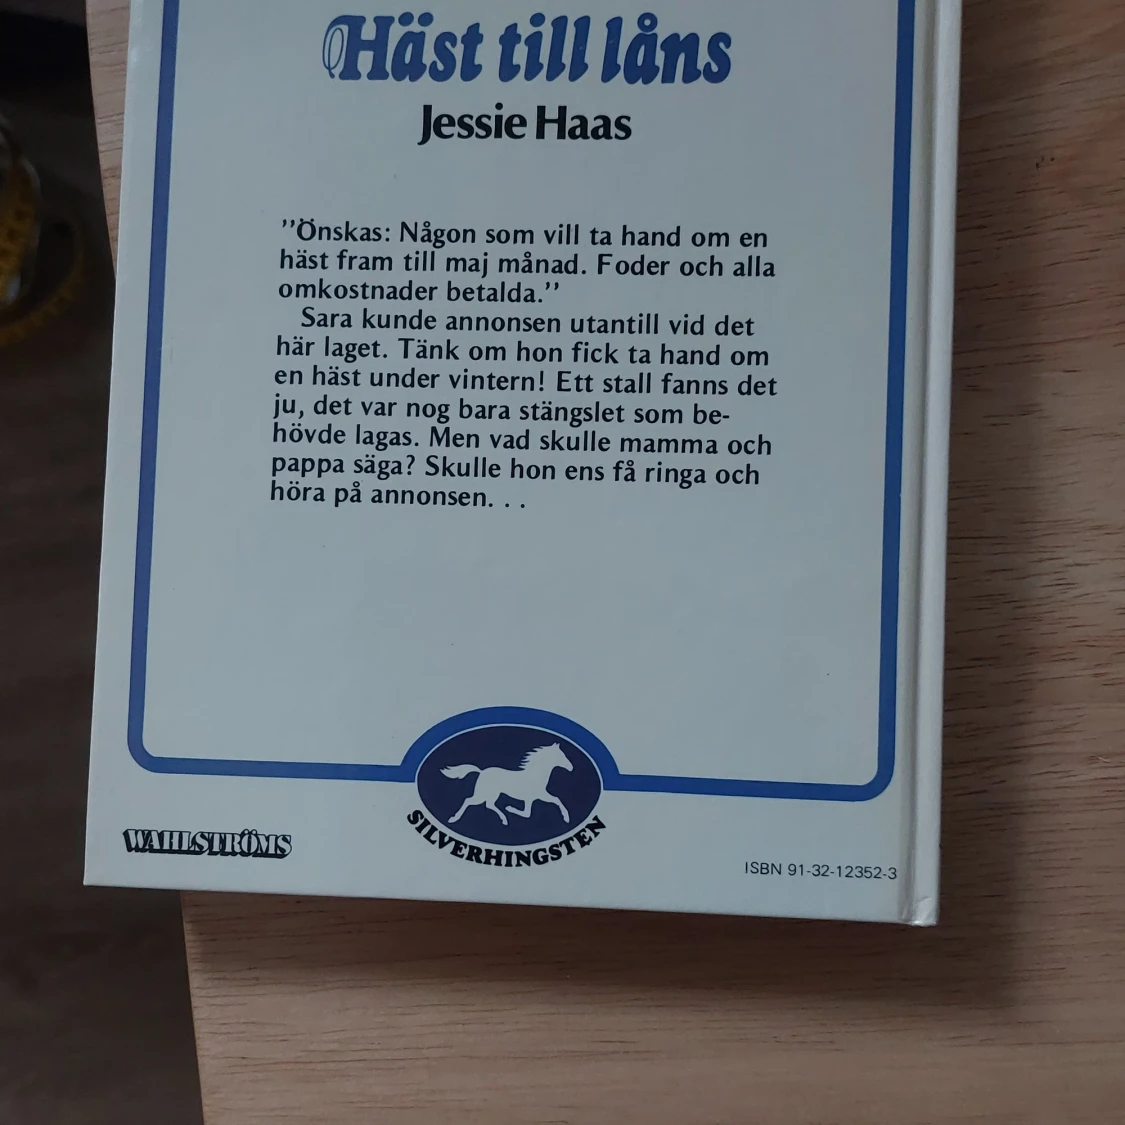 Häst till låns
Jessie Haas
’’Önskas: Någon som vill ta hand om en
häst fram till maj månad. Foder och alla
omkostnader betalda.’’
Sara kunde annonsen utantill vid det
här laget. Tänk om hon fick ta hand om
en häst under vintern! Ett stall fanns det
ju, det var nog bara stängslet som be-
hövde lagas. Men vad skulle mamma och
pappa säga? Skulle hon ens få ringa och
höra på annonsen. . .
WAHLSTRÖMS
SILVERHINGSTEN
ISBN 91-32-12352-3